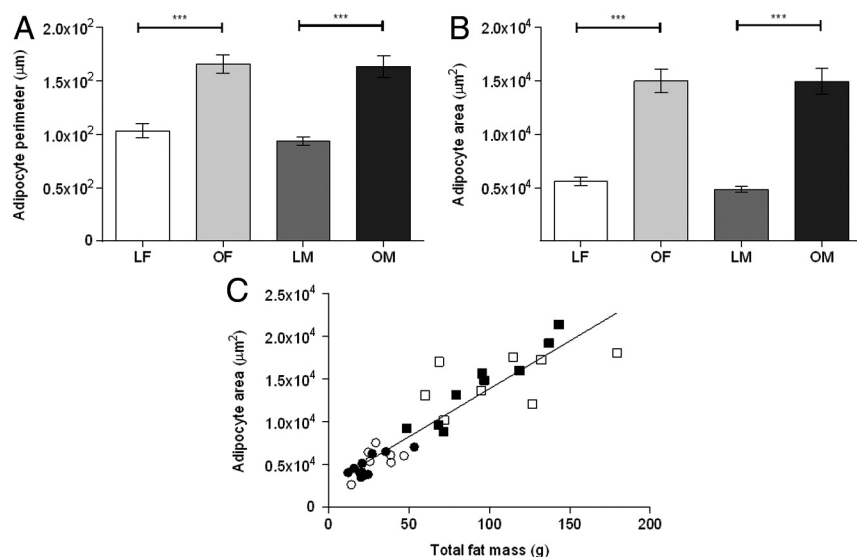 A
Adipocyte perimeter (μm)
2.0x10²
1.5x10²
1.0x10²
0.5x10²
0
***
***
LF
OF
LM
OM
B
Adipocyte area (μm²)
2.0x10⁴
1.5x10⁴
1.0x10⁴
0.5x10⁴
***
***
LF
OF
LM
OM
C
Adipocyte area (μm²)
2.5x10⁴
2.0x10⁴
1.5x10⁴
1.0x10⁴
0.5x10⁴
0
0
50
100
150
200
Total fat mass (g)